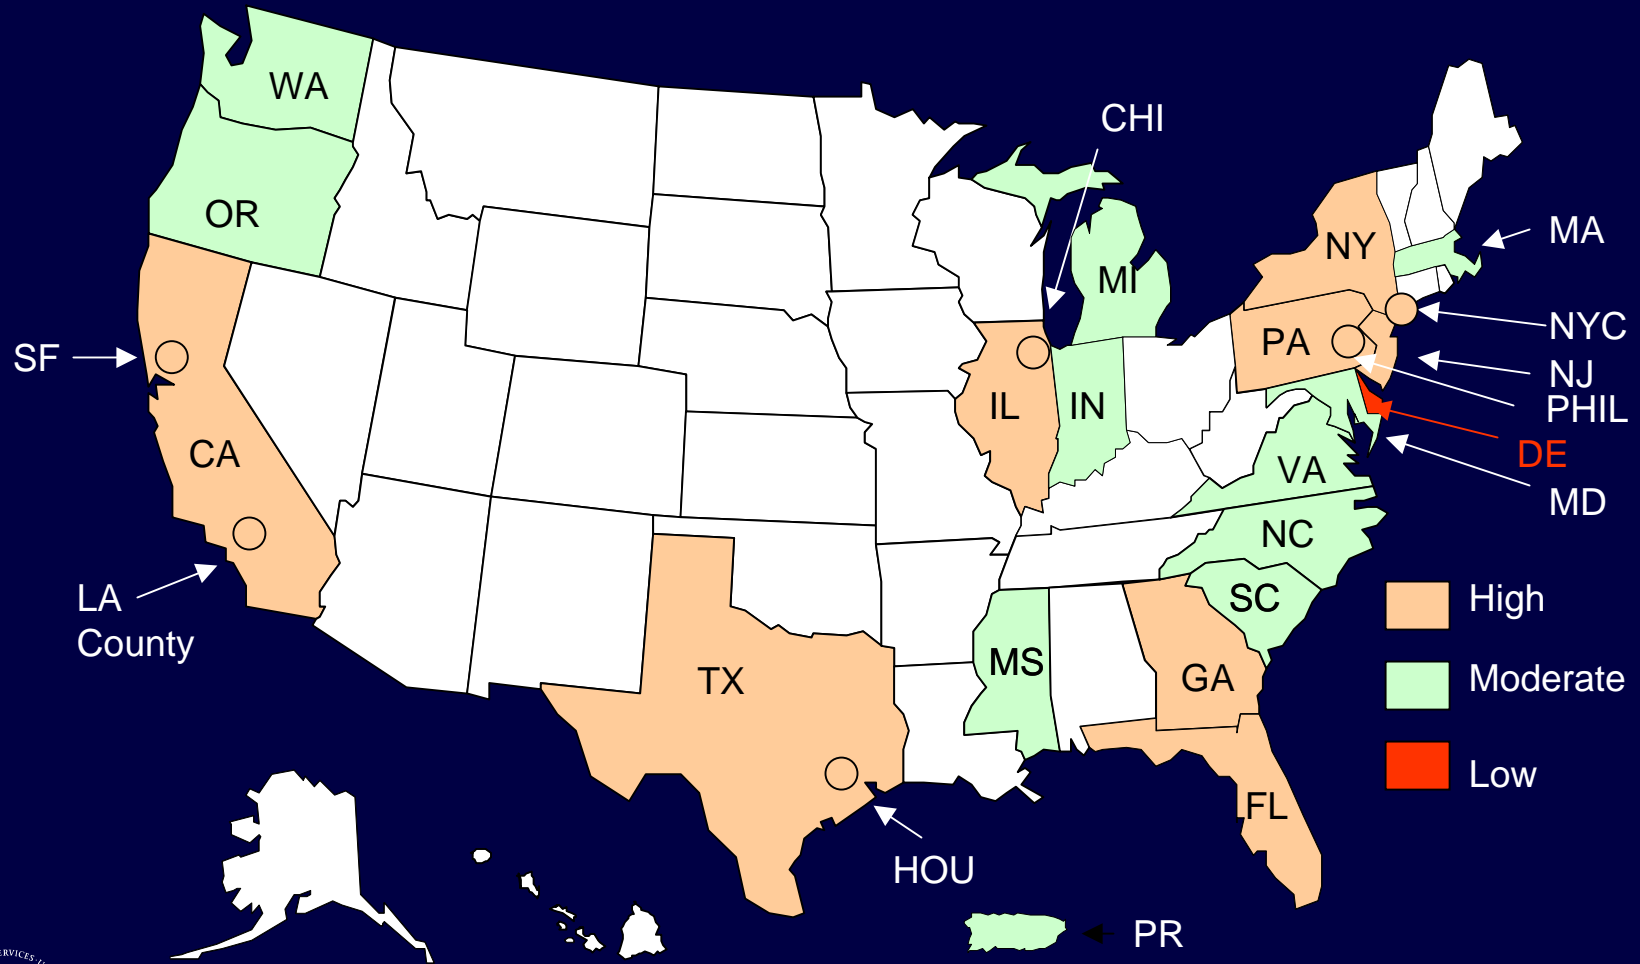 WA
CHI
OR
NY
MA
MI
NYC
SF
PA
NJ
IL
IN
PHIL
CA
DE
VA
MD
NC
LA
County
SC
High
MS
TX
GA
Moderate
FL
Low
HOU
PR